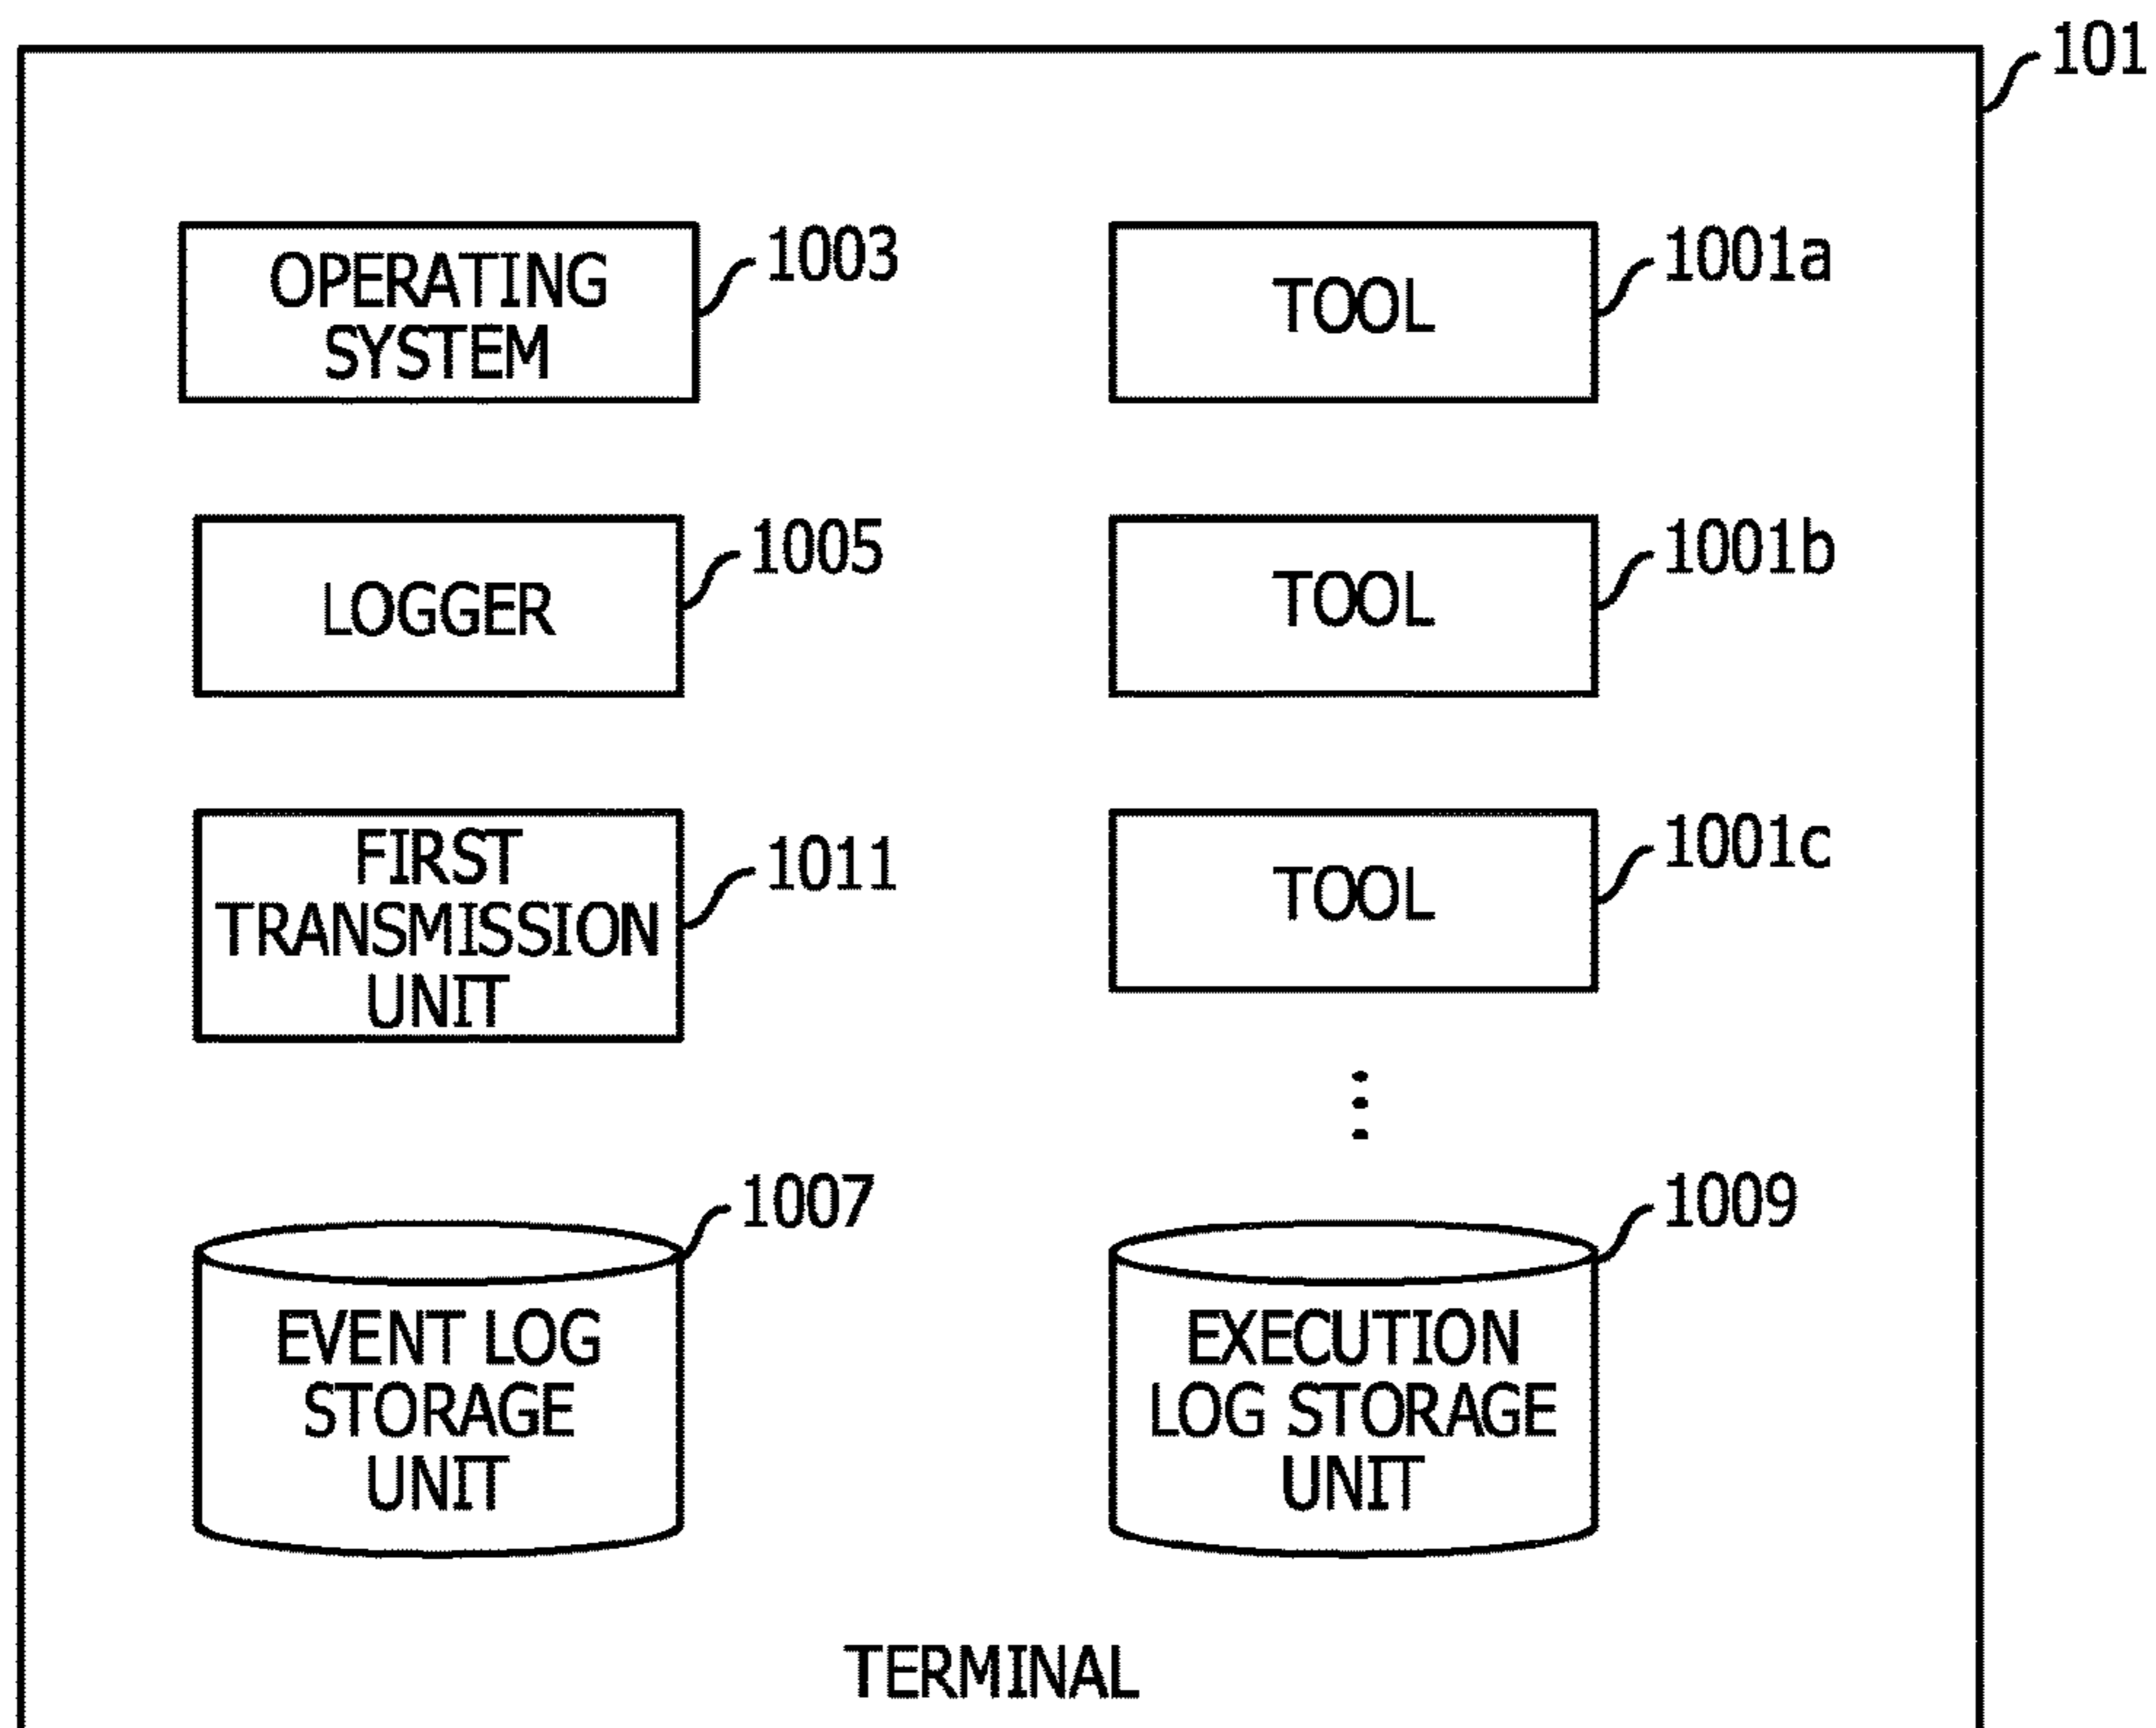 101
OPERATING
SYSTEM
1003
TOOL
1001a
LOGGER
1005
TOOL
1001b
FIRST
TRANSMISSION
UNIT
1011
TOOL
1001c
1007
EVENT LOG
STORAGE
UNIT
1009
EXECUTION
LOG STORAGE
UNIT
TERMINAL